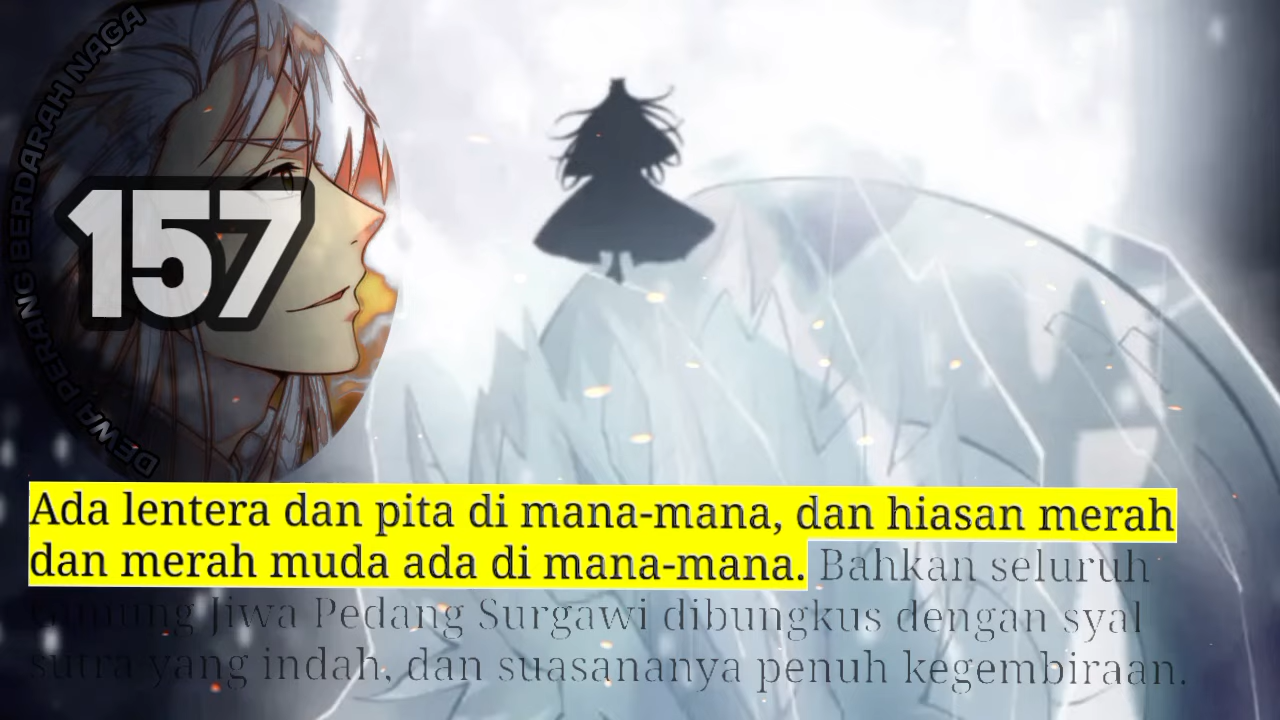 DEWA PERANG BERDARAH NAGA
157
Ada lentera dan pita di mana-mana, dan hiasan merah
dan merah muda ada di mana-mana. Bahkan seluruh
Gunung Jiwa Pedang Surgawi dibungkus dengan syal
sutra yang indah, dan suasananya penuh kegembiraan.